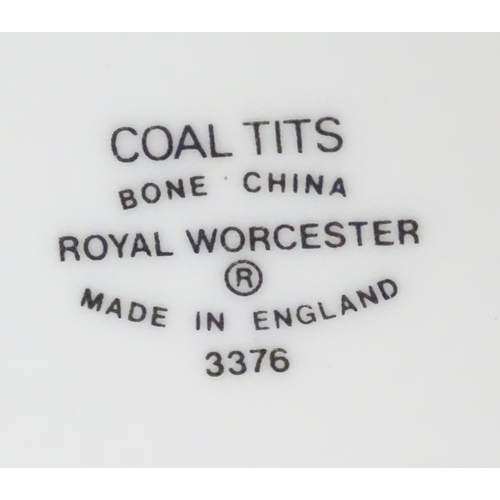 COAL TITS
BONE CHINA
ROYAL WORCESTER
®
MADE IN ENGLAND
3376